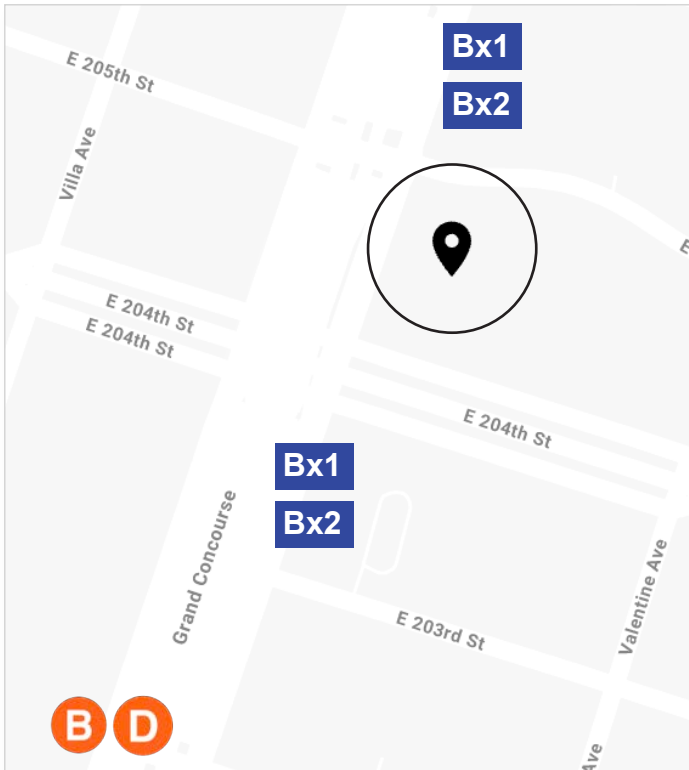 Bx1
Bx2
E 205th St
Villa Ave
E
E 204th St
E 204th St
E 204th St
Bx1
Bx2
Grand Concourse
E 203rd St
Valentine Ave
B D
Ave